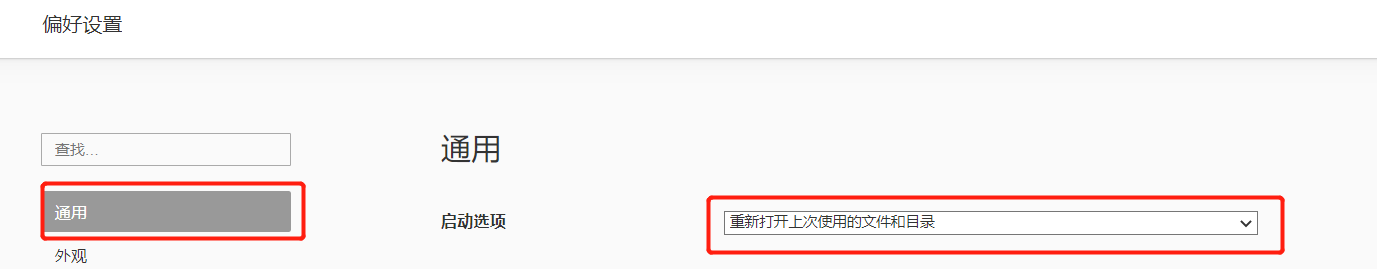 偏好设置
查找...
通用
外观
通用
启动选项
重新打开上次使用的文件和目录